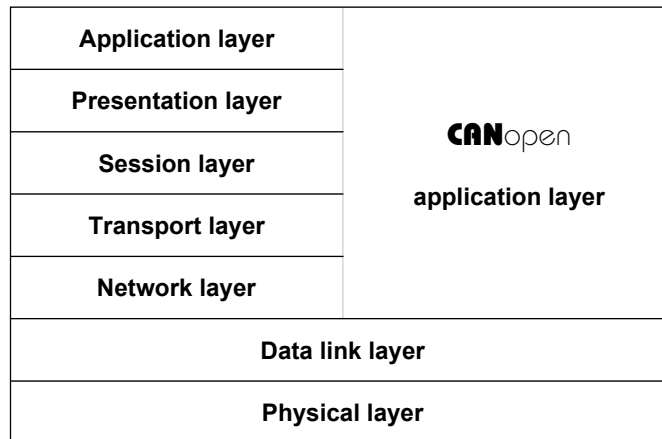 Application layer
Presentation layer
Session layer
Transport layer
Network layer
CANopen
application layer
Data link layer
Physical layer